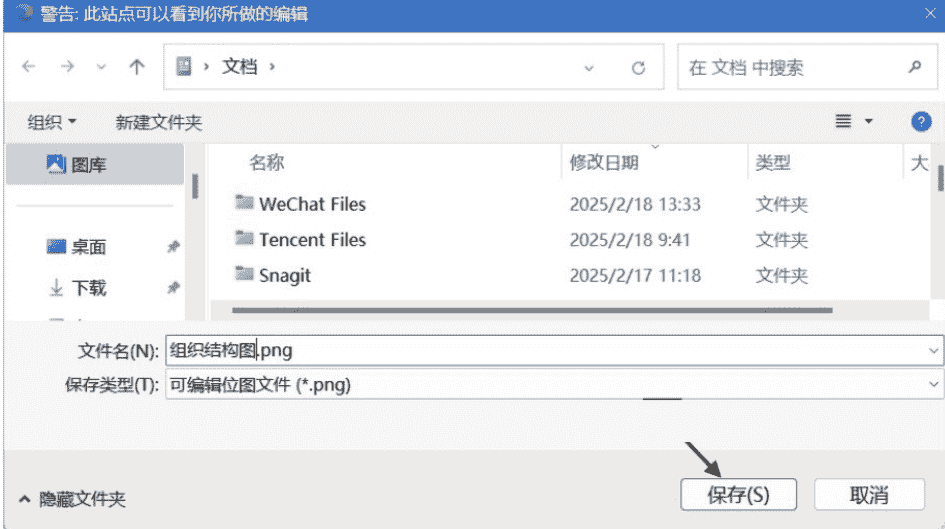 警告: 此站点可以看到你所做的编辑
文档
在 文档 中搜索
组织
新建文件夹
?
图库
桌面
下载
名称 修改日期 类型 大
WeChat Files 2025/2/18 13:33 文件夹
Tencent Files 2025/2/18 9:41 文件夹
Snagit 2025/2/17 11:18 文件夹
文件名(N): 组织结构图.png
保存类型(T): 可编辑位图文件 (*.png)
隐藏文件夹
保存(S)
取消